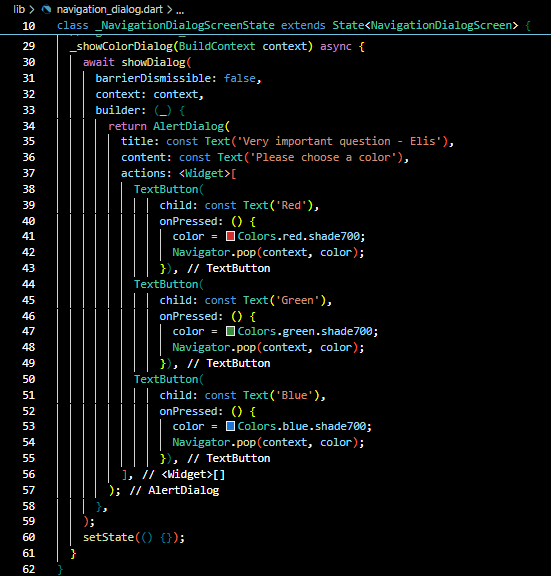 lib > navigation_dialog.dart > ...
10 class _NavigationDialogScreenState extends State<NavigationDialogScreen> {
29 _showColorDialog(BuildContext context) async {
30 await showDialog(
31 barrierDismissible: false,
32 context: context,
33 builder: (_) {
34 return AlertDialog(
35 title: const Text('Very important question - Elis'),
36 content: const Text('Please choose a color'),
37 actions: <Widget>[
38 TextButton(
39 child: const Text('Red'),
40 onPressed: () {
41 color = Colors.red.shade700;
42 Navigator.pop(context, color);
43 }), // TextButton
44 TextButton(
45 child: const Text('Green'),
46 onPressed: () {
47 color = Colors.green.shade700;
48 Navigator.pop(context, color);
49 }), // TextButton
50 TextButton(
51 child: const Text('Blue'),
52 onPressed: () {
53 color = Colors.blue.shade700;
54 Navigator.pop(context, color);
55 }), // TextButton
56 ], // <Widget>[]
57 ); // AlertDialog
58 },
59 );
60 setState(() {});
61 }
62 }